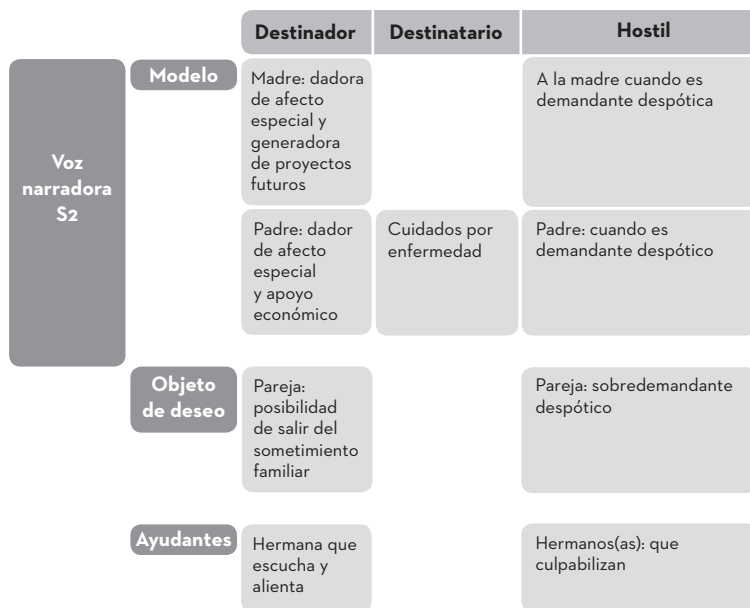 Destinador Destinatario Hostil
Voz
narradora
S2
Modelo
Madre: dadora
de afecto
especial y
generadora
de proyectos
futuros
A la madre cuando es
demandante despótica
Padre: dador
de afecto
especial
y apoyo
económico
Cuidados por
enfermedad
Padre: cuando es
demandante despótico
Objeto
de deseo
Pareja:
posibilidad
de salir del
sometimiento
familiar
Pareja: sobredemandante
despótico
Ayudantes
Hermana que
escucha y
alienta
Hermanos(as): que
culpabilizan